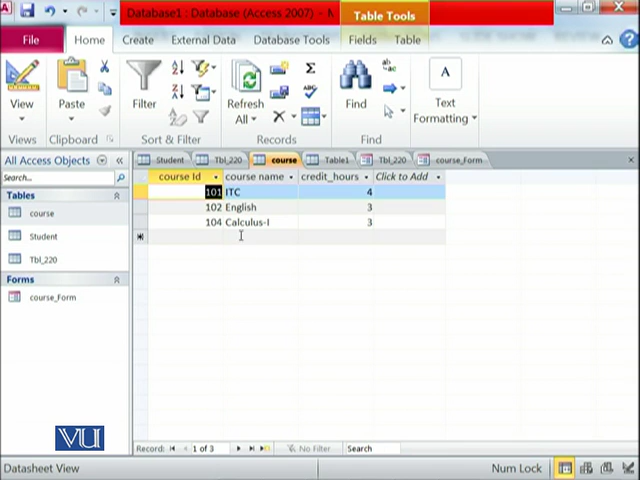 Database1 : Database (Access 2007) - M
Table Tools
File
Home
Create
External Data
Database Tools
Fields
Table
View
Paste
Filter
Refresh
All
Find
A
Text
Formatting
Views
Clipboard
Sort & Filter
Records
Find
All Access Objects
Student
Tbl_220
course
Table1
Tbl_220
course_Form
Search...
course Id
course name
credit_hours
Click to Add
Tables
101 ITC 4
course
102 English 3
104 Calculus-I 3
Student
Tbl_220
Forms
course_Form
VU
Record:
1 of 3
No Filter
Search
Datasheet View
Num Lock